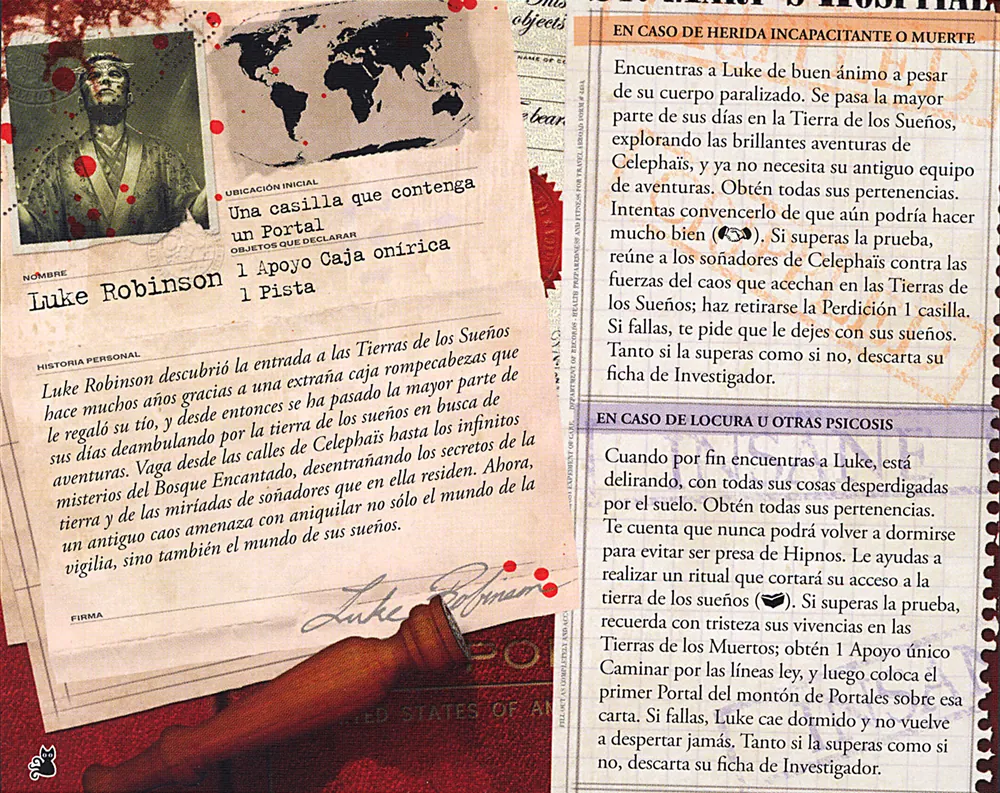 UBICACIÓN INICIAL
Una casilla que contenga
un Portal
OBJETOS QUE DECLARAR
1 Apoyo Caja onírica
1 Pista
NOMBRE
Luke Robinson
HISTORIA PERSONAL
Luke Robinson descubrió la entrada a las Tierras de los Sueños
hace muchos años gracias a una extraña caja rompecabezas que
le regaló su tío, y desde entonces se ha pasado la mayor parte de
sus días deambulando por la tierra de los sueños en busca de
aventuras. Vaga desde las calles de Celephaïs hasta los infinitos
misterios del Bosque Encantado, desentrañando los secretos de la
tierra y de las miríadas de soñadores que en ella residen. Ahora,
un antiguo caos amenaza con aniquilar no sólo el mundo de la
vigilia, sino también el mundo de sus sueños.
FIRMA
Luke Robinson
STATES OF
objects
NAME OF
EN CASO DE HERIDA INCAPACITANTE O MUERTE
Encuentras a Luke de buen ánimo a pesar
de su cuerpo paralizado. Se pasa la mayor
parte de sus días en la Tierra de los Sueños,
explorando las brillantes aventuras de
Celephaïs, y ya no necesita su antiguo equipo
de aventuras. Obtén todas sus pertenencias.
Intentas convencerlo de que aún podría hacer
mucho bien ( ). Si superas la prueba,
reúne a los soñadores de Celephaïs contra las
fuerzas del caos que acechan en las Tierras de
los Sueños; haz retirarse la Perdición 1 casilla.
Si fallas, te pide que le dejes con sus sueños.
Tanto si la superas como si no, descarta su
ficha de Investigador.
EN CASO DE LOCURA U OTRAS PSICOSIS
INSANE
Cuando por fin encuentras a Luke, está
delirando, con todas sus cosas desperdigadas
por el suelo. Obtén todas sus pertenencias.
Te cuenta que nunca podrá volver a dormirse
para evitar ser presa de Hipnos. Le ayudas a
realizar un ritual que cortará su acceso a la
tierra de los sueños ( ). Si superas la prueba,
recuerda con tristeza sus vivencias en las
Tierras de los Muertos; obtén 1 Apoyo único
Caminar por las líneas ley, y luego coloca el
primer Portal del montón de Portales sobre esa
carta. Si fallas, Luke cae dormido y no vuelve
a despertar jamás. Tanto si la superas como si
no, descarta su ficha de Investigador.